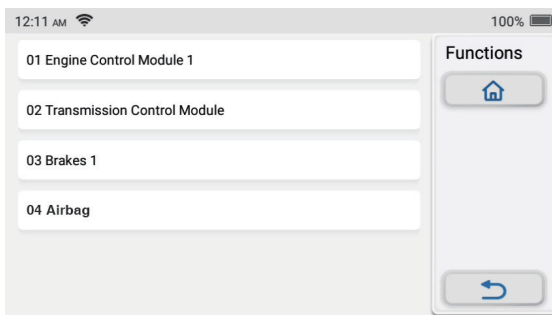 12:11 AM 100%
Functions
01 Engine Control Module 1
02 Transmission Control Module
03 Brakes 1
04 Airbag